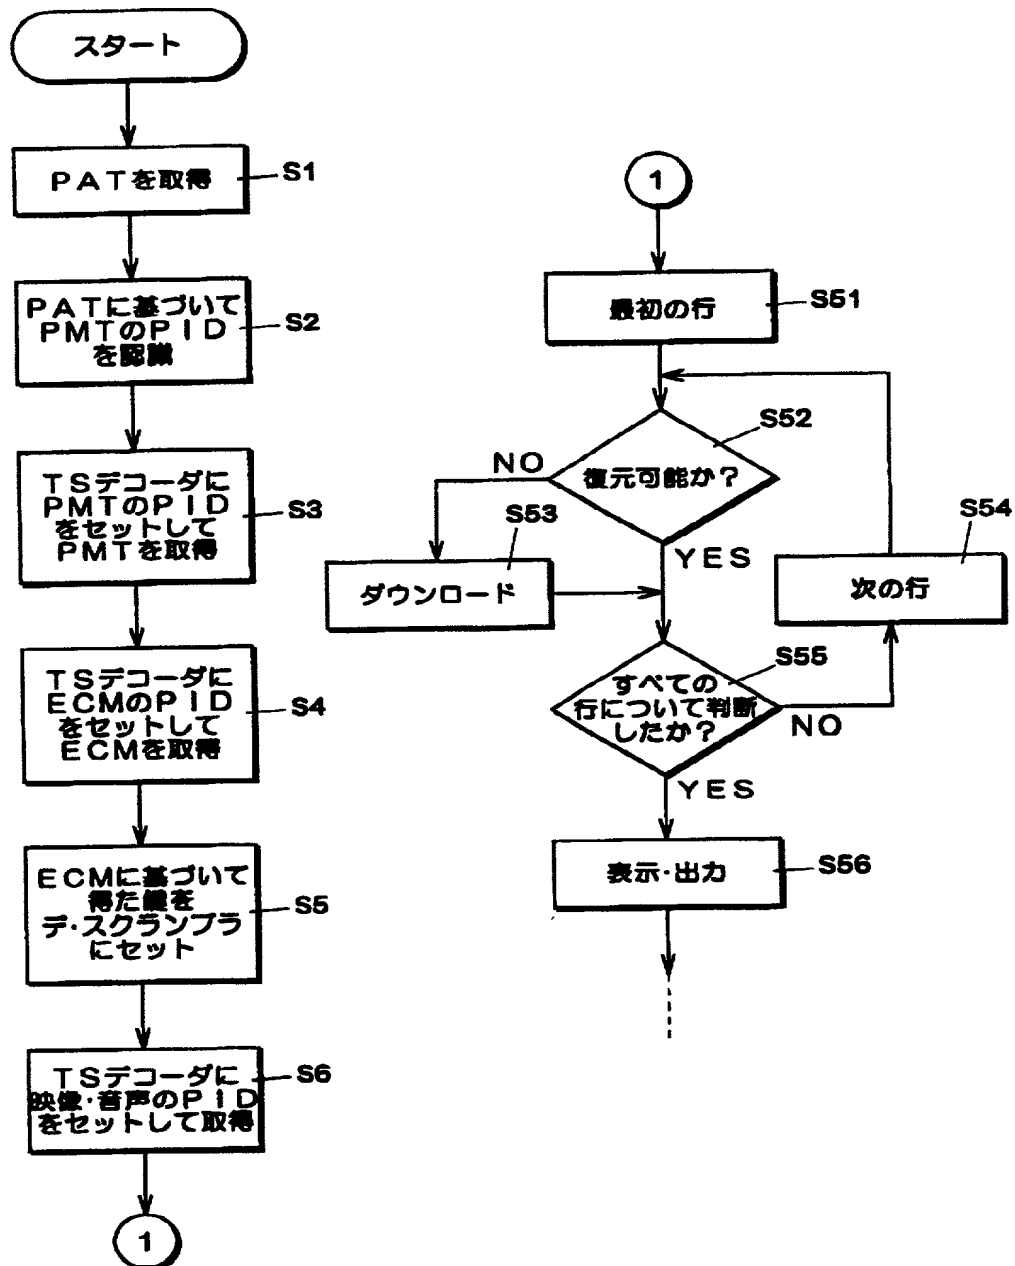 スタート
PATを取得
S1
PATに基づいて
PMTのPID
を認識
S2
TSデコーダに
PMTのPID
をセットして
PMTを取得
S3
TSデコーダに
ECMのPID
をセットして
ECMを取得
S4
ECMに基づいて
得た鍵を
デ・スクランブラ
にセット
S5
TSデコーダに
映像・音声のPID
をセットして取得
S6
1
1
最初の行
S51
復元可能か?
S52
NO
YES
S53
ダウンロード
S54
次の行
すべての
行について判断
したか?
S55
NO
YES
表示・出力
S56